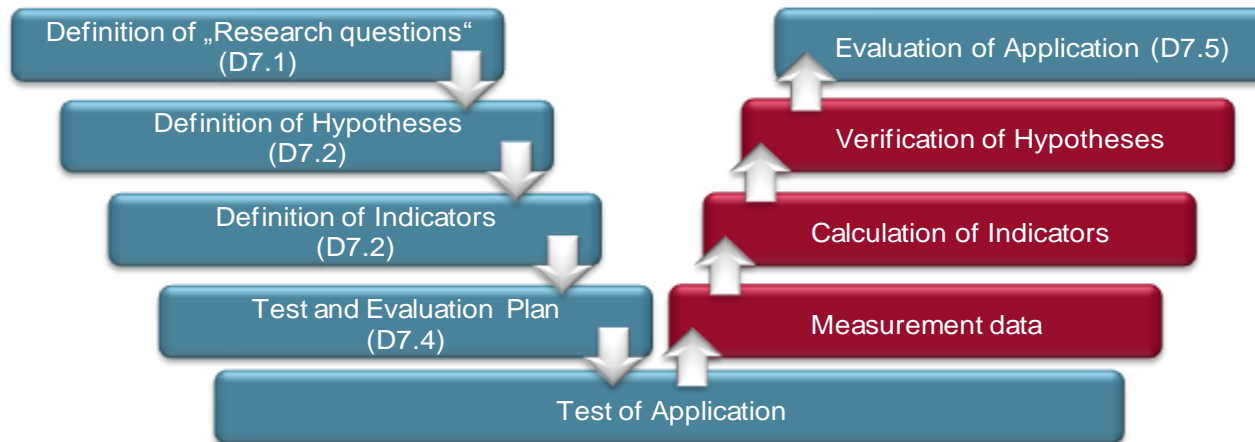 Definition of „Research questions“
(D7.1)
Definition of Hypotheses
(D7.2)
Definition of Indicators
(D7.2)
Test and Evaluation Plan
(D7.4)
Test of Application
Measurement data
Calculation of Indicators
Verification of Hypotheses
Evaluation of Application (D7.5)